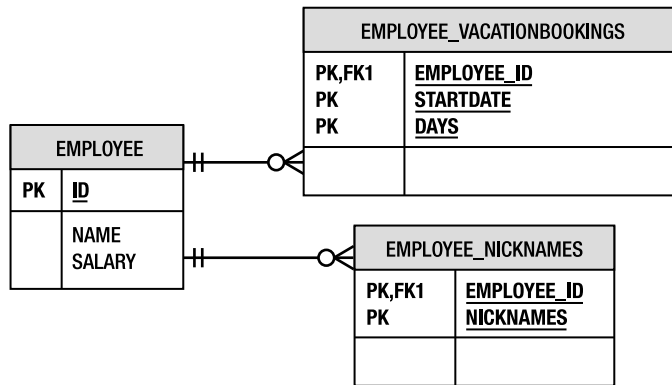 EMPLOYEE_VACATIONBOOKINGS
PK,FK1 EMPLOYEE_ID
PK STARTDATE
PK DAYS
EMPLOYEE
PK ID
NAME
SALARY
EMPLOYEE_NICKNAMES
PK,FK1 EMPLOYEE_ID
PK NICKNAMES